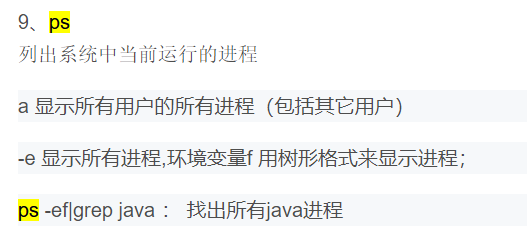 9、ps
列出系统中当前运行的进程
a 显示所有用户的所有进程（包括其它用户）
-e 显示所有进程,环境变量f 用树形格式来显示进程；
ps -ef|grep java ： 找出所有java进程